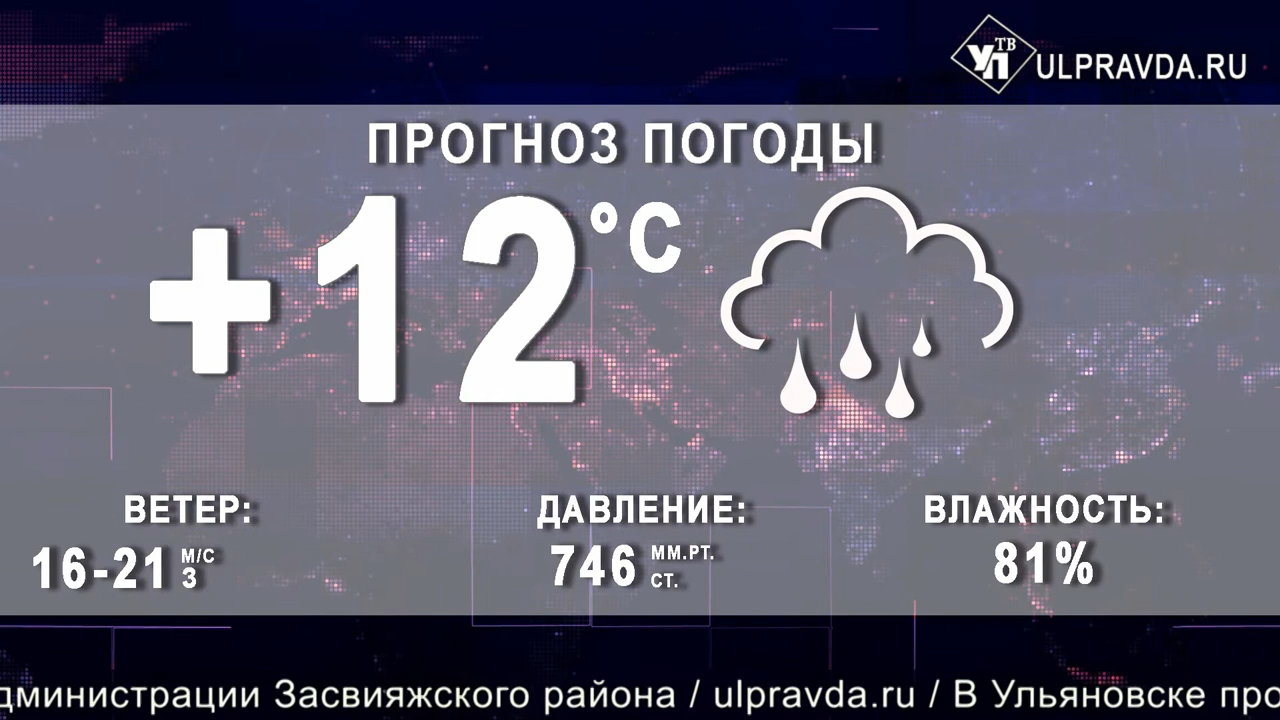 ТВ
УП
ULPRAVDA.RU
ПРОГНОЗ ПОГОДЫ
+12°C
ВЕТЕР:
16-21 М/С
З
ДАВЛЕНИЕ:
746 ММ.РТ.
СТ.
ВЛАЖНОСТЬ:
81%
дминистрации Засвияжского района / ulpravda.ru / В Ульяновске про